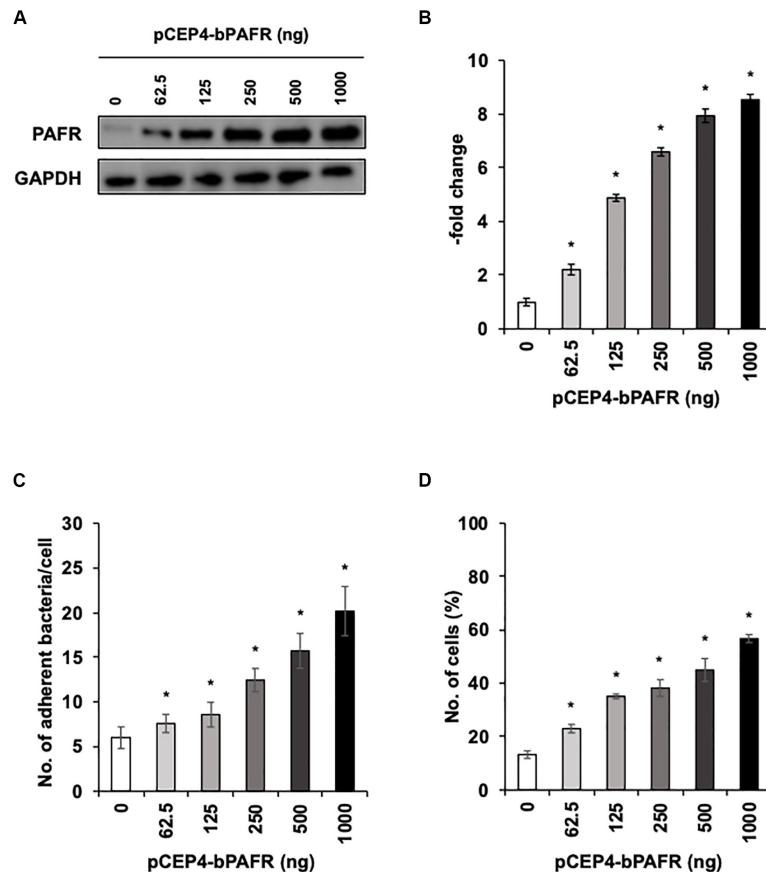 A
pCEP4-bPAFR (ng)
0 62.5 125 250 500 1000
PAFR
GAPDH
B
-fold change
10
8
6
4
2
0
* * * * *
0 62.5 125 250 500 1000
pCEP4-bPAFR (ng)
C
No. of adherent bacteria/cell
30
25
20
15
10
5
0
* * * * *
0 62.5 125 250 500 1000
pCEP4-bPAFR (ng)
D
No. of cells (%)
100
80
60
40
20
0
* * * * *
0 62.5 125 250 500 1000
pCEP4-bPAFR (ng)